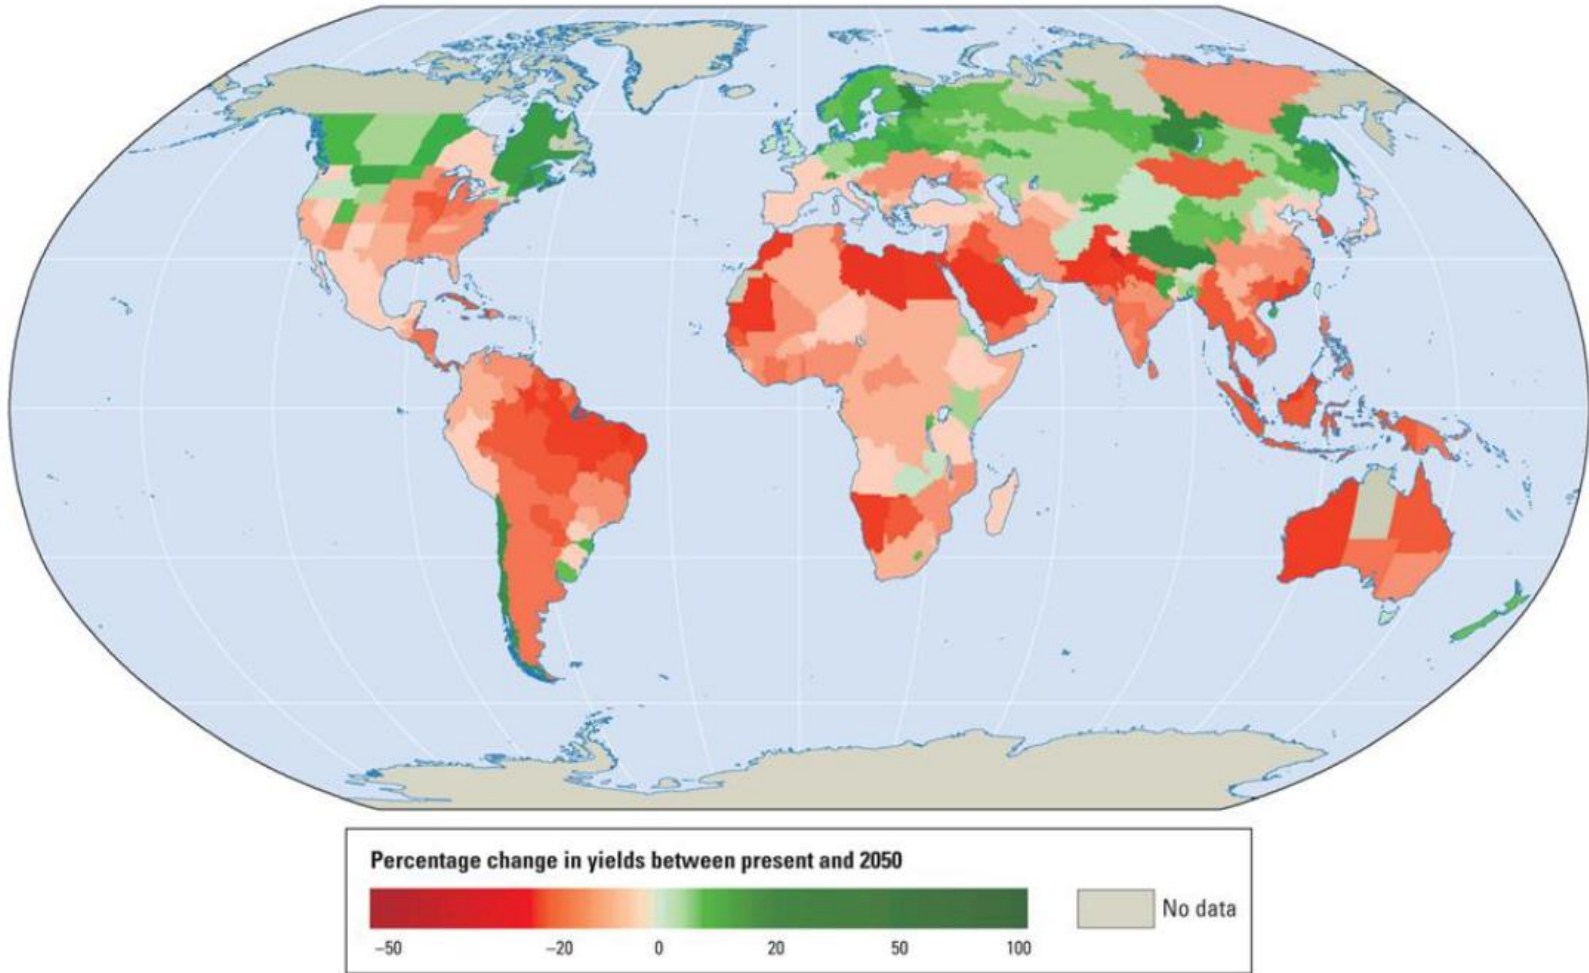 Percentage change in yields between present and 2050
No data
−50 −20 0 20 50 100